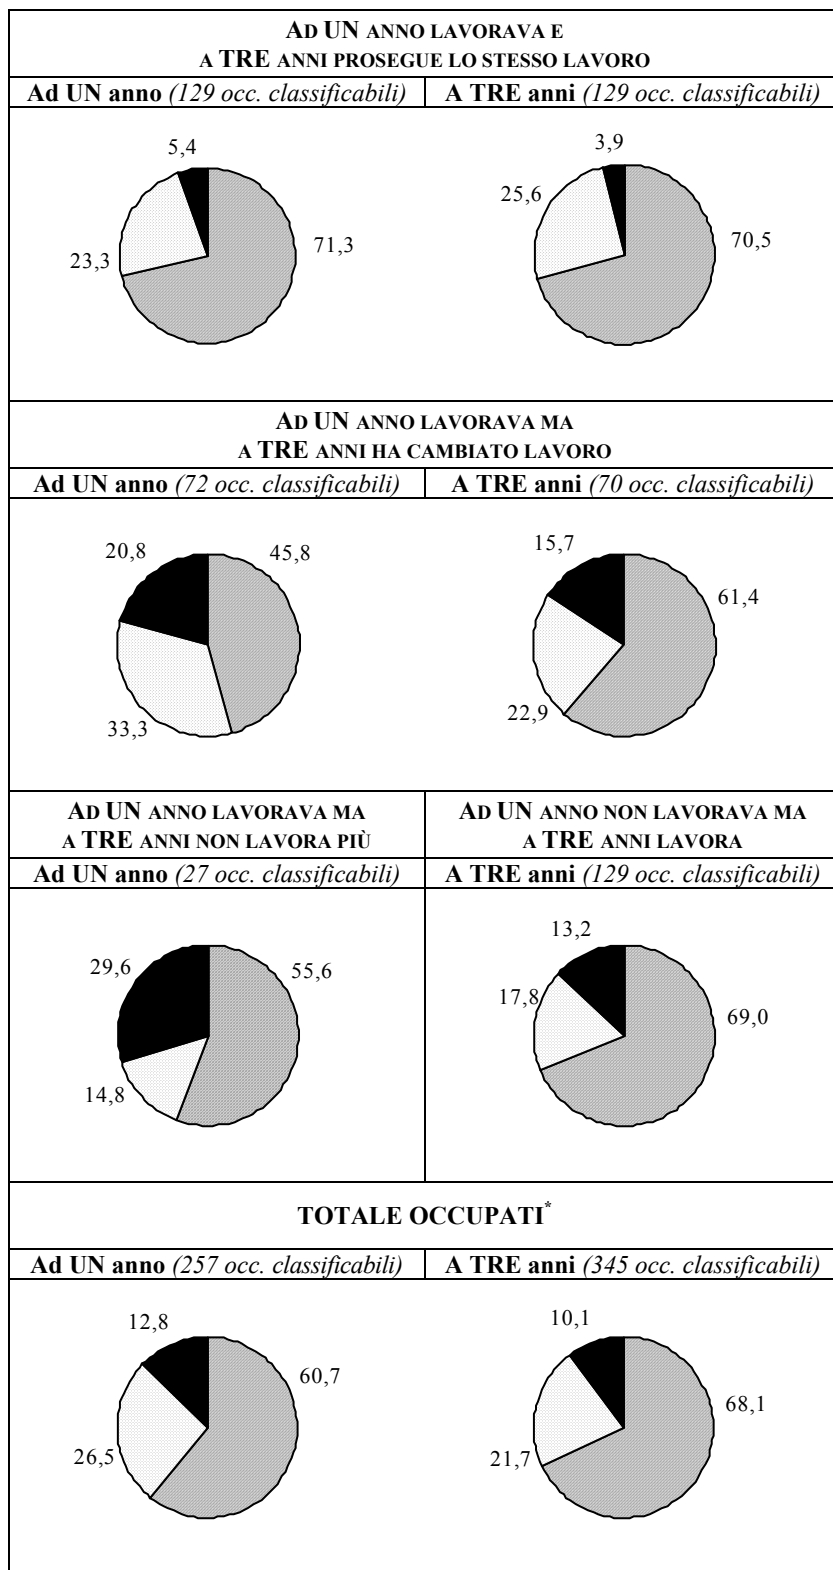 AD UN ANNO LAVORAVA E
A TRE ANNI PROSEGUE LO STESSO LAVORO
Ad UN anno (129 occ. classificabili)
A TRE anni (129 occ. classificabili)
5,4
23,3
71,3
3,9
25,6
70,5
AD UN ANNO LAVORAVA MA
A TRE ANNI HA CAMBIATO LAVORO
Ad UN anno (72 occ. classificabili)
A TRE anni (70 occ. classificabili)
20,8
45,8
33,3
15,7
61,4
22,9
AD UN ANNO LAVORAVA MA
A TRE ANNI NON LAVORA PIÙ
AD UN ANNO NON LAVORAVA MA
A TRE ANNI LAVORA
Ad UN anno (27 occ. classificabili)
A TRE anni (129 occ. classificabili)
29,6
55,6
14,8
13,2
17,8
69,0
TOTALE OCCUPATI*
Ad UN anno (257 occ. classificabili)
A TRE anni (345 occ. classificabili)
12,8
60,7
26,5
10,1
68,1
21,7